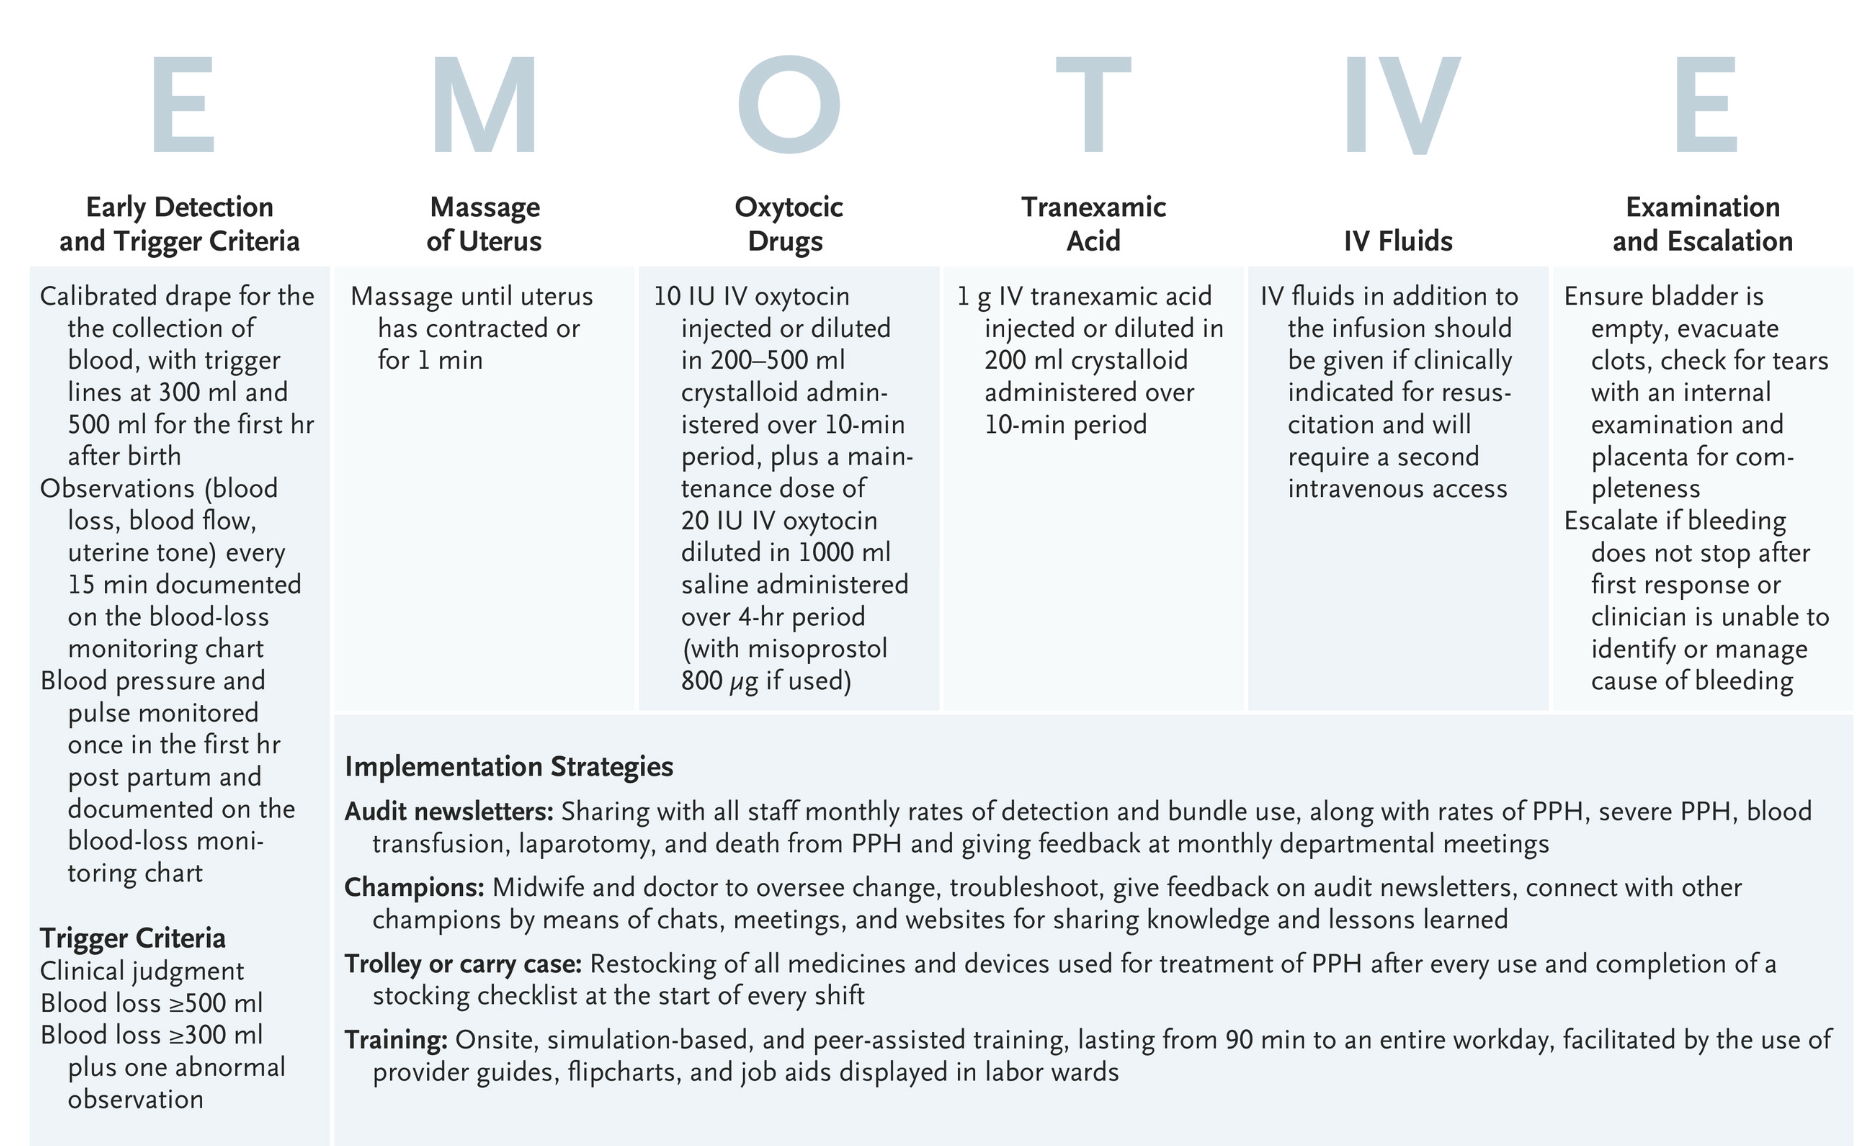 E
Early Detection
and Trigger Criteria
Calibrated drape for the
the collection of
blood, with trigger
lines at 300 ml and
500 ml for the first hr
after birth
Observations (blood
loss, blood flow,
uterine tone) every
15 min documented
on the blood-loss
monitoring chart
Blood pressure and
pulse monitored
once in the first hr
post partum and
documented on the
blood-loss moni-
toring chart
Trigger Criteria
Clinical judgment
Blood loss ≥500 ml
Blood loss ≥300 ml
plus one abnormal
observation
M
Massage
of Uterus
Massage until uterus
has contracted or
for 1 min
O
Oxytocic
Drugs
10 IU IV oxytocin
injected or diluted
in 200–500 ml
crystalloid admin-
istered over 10-min
period, plus a main-
tenance dose of
20 IU IV oxytocin
diluted in 1000 ml
saline administered
over 4-hr period
(with misoprostol
800 µg if used)
T
Tranexamic
Acid
1 g IV tranexamic acid
injected or diluted in
200 ml crystalloid
administered over
10-min period
IV
IV Fluids
IV fluids in addition to
the infusion should
be given if clinically
indicated for resus-
citation and will
require a second
intravenous access
E
Examination
and Escalation
Ensure bladder is
empty, evacuate
clots, check for tears
with an internal
examination and
placenta for com-
pleteness
Escalate if bleeding
does not stop after
first response or
clinician is unable to
identify or manage
cause of bleeding
Implementation Strategies
Audit newsletters: Sharing with all staff monthly rates of detection and bundle use, along with rates of PPH, severe PPH, blood
transfusion, laparotomy, and death from PPH and giving feedback at monthly departmental meetings
Champions: Midwife and doctor to oversee change, troubleshoot, give feedback on audit newsletters, connect with other
champions by means of chats, meetings, and websites for sharing knowledge and lessons learned
Trolley or carry case: Restocking of all medicines and devices used for treatment of PPH after every use and completion of a
stocking checklist at the start of every shift
Training: Onsite, simulation-based, and peer-assisted training, lasting from 90 min to an entire workday, facilitated by the use of
provider guides, flipcharts, and job aids displayed in labor wards